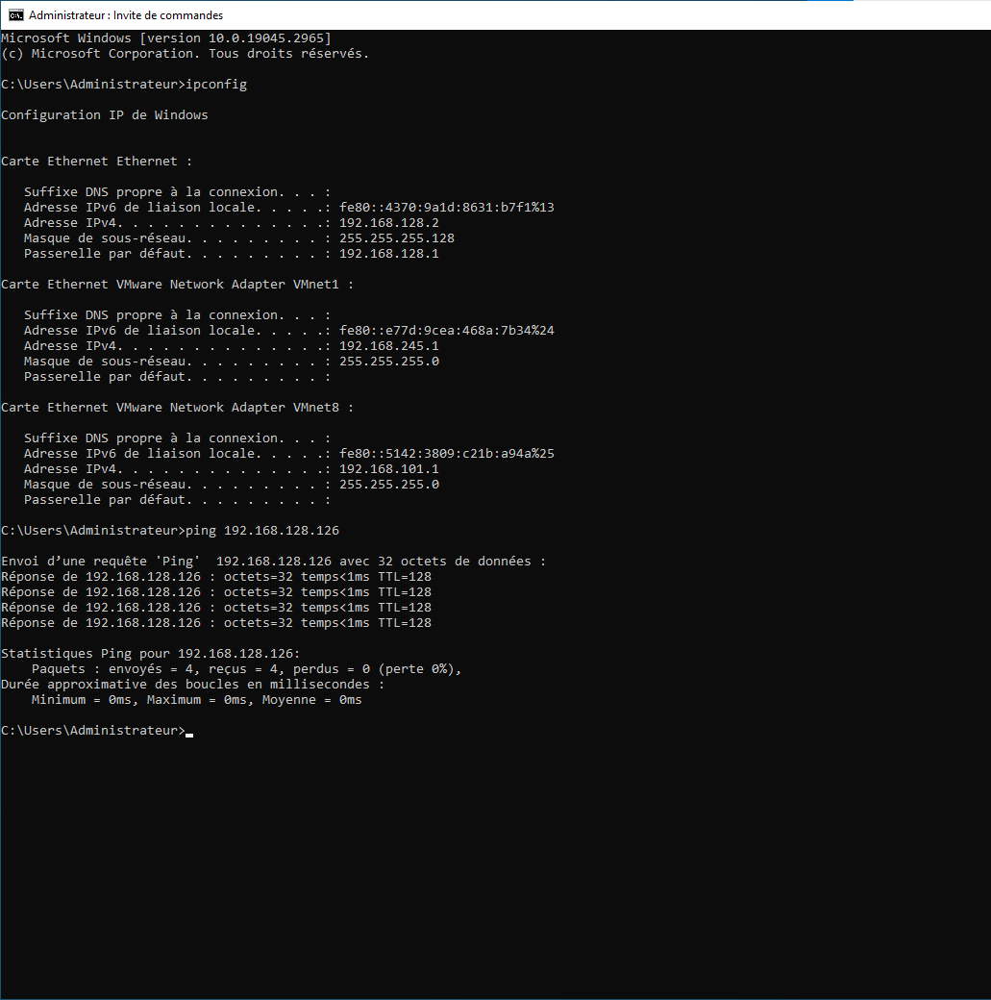 Administrateur : Invite de commandes
Microsoft Windows [version 10.0.19045.2965]
(c) Microsoft Corporation. Tous droits réservés.
C:\Users\Administrateur>ipconfig
Configuration IP de Windows
Carte Ethernet Ethernet :
   Suffixe DNS propre à la connexion. . . :
   Adresse IPv6 de liaison locale. . . . .: fe80::4370:9a1d:8631:b7f1%13
   Adresse IPv4. . . . . . . . . . . . . .: 192.168.128.2
   Masque de sous-réseau. . . . . . . . . : 255.255.255.128
   Passerelle par défaut. . . . . . . . . : 192.168.128.1
Carte Ethernet VMware Network Adapter VMnet1 :
   Suffixe DNS propre à la connexion. . . :
   Adresse IPv6 de liaison locale. . . . .: fe80::e77d:9cea:468a:7b34%24
   Adresse IPv4. . . . . . . . . . . . . .: 192.168.245.1
   Masque de sous-réseau. . . . . . . . . : 255.255.255.0
   Passerelle par défaut. . . . . . . . . :
Carte Ethernet VMware Network Adapter VMnet8 :
   Suffixe DNS propre à la connexion. . . :
   Adresse IPv6 de liaison locale. . . . .: fe80::5142:3809:c21b:a94a%25
   Adresse IPv4. . . . . . . . . . . . . .: 192.168.101.1
   Masque de sous-réseau. . . . . . . . . : 255.255.255.0
   Passerelle par défaut. . . . . . . . . :
C:\Users\Administrateur>ping 192.168.128.126
Envoi d’une requête 'Ping'  192.168.128.126 avec 32 octets de données :
Réponse de 192.168.128.126 : octets=32 temps<1ms TTL=128
Réponse de 192.168.128.126 : octets=32 temps<1ms TTL=128
Réponse de 192.168.128.126 : octets=32 temps<1ms TTL=128
Réponse de 192.168.128.126 : octets=32 temps<1ms TTL=128
Statistiques Ping pour 192.168.128.126:
    Paquets : envoyés = 4, reçus = 4, perdus = 0 (perte 0%),
Durée approximative des boucles en millisecondes :
    Minimum = 0ms, Maximum = 0ms, Moyenne = 0ms
C:\Users\Administrateur>